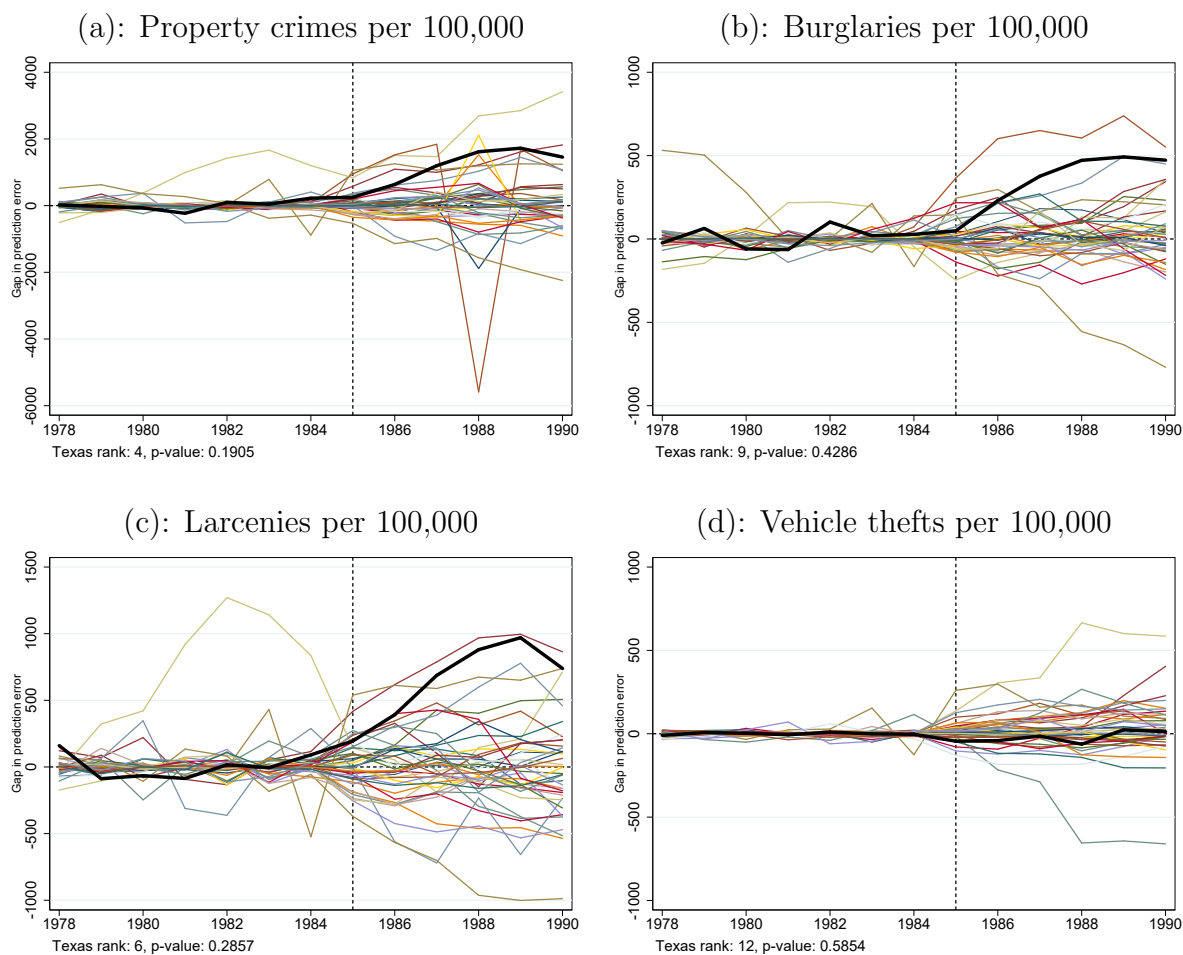 (a): Property crimes per 100,000
Gap in prediction error
4000
2000
0
-2000
-4000
-6000
1978 1980 1982 1984 1986 1988 1990
Texas rank: 4, p-value: 0.1905
(b): Burglaries per 100,000
Gap in prediction error
1000
500
0
-500
-1000
1978 1980 1982 1984 1986 1988 1990
Texas rank: 9, p-value: 0.4286
(c): Larcenies per 100,000
Gap in prediction error
1500
1000
500
0
-500
-1000
1978 1980 1982 1984 1986 1988 1990
Texas rank: 6, p-value: 0.2857
(d): Vehicle thefts per 100,000
Gap in prediction error
1000
500
0
-500
-1000
1978 1980 1982 1984 1986 1988 1990
Texas rank: 12, p-value: 0.5854